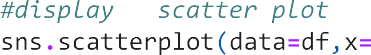 #display   scatter plot
sns.scatterplot(data=df,x=